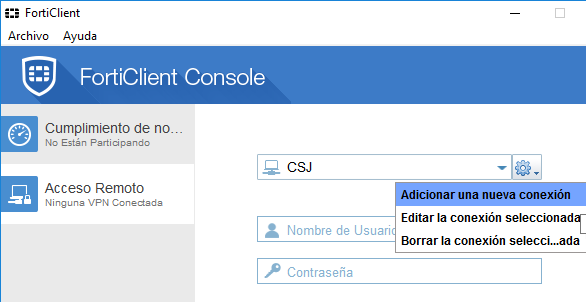 FortiClient
Archivo Ayuda
FortiClient Console
Cumplimiento de no...
No Están Participando
CSJ
Acceso Remoto
Ninguna VPN Conectada
Adicionar una nueva conexión
Editar la conexión seleccionada
Borrar la conexión selecci...ada
Nombre de Usuario
Contraseña